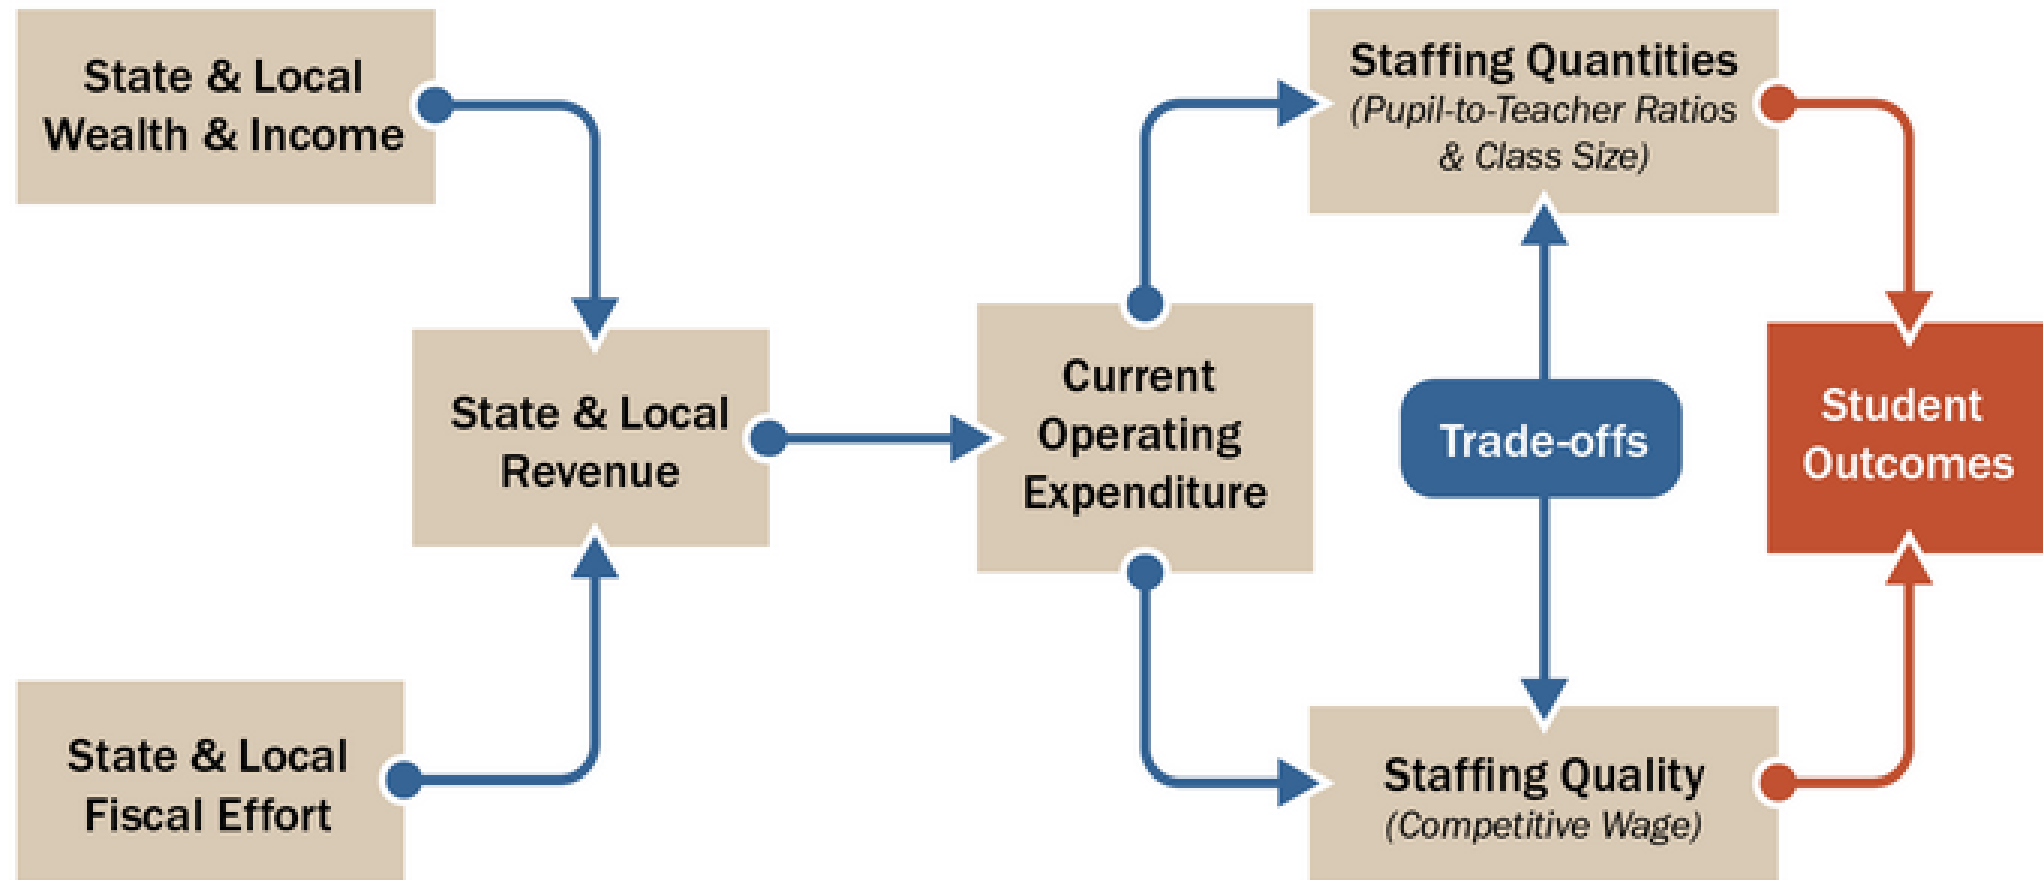 State & Local
Wealth & Income
State & Local
Fiscal Effort
State & Local
Revenue
Current
Operating
Expenditure
Staffing Quantities
(Pupil-to-Teacher Ratios
& Class Size)
Trade-offs
Staffing Quality
(Competitive Wage)
Student
Outcomes